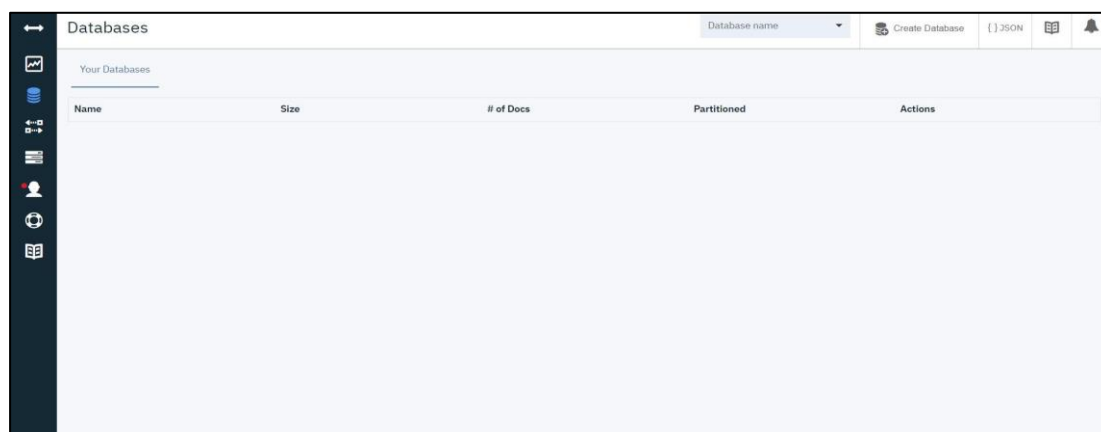 Databases
Database name
Create Database
{ } JSON
Your Databases
Name Size # of Docs Partitioned Actions